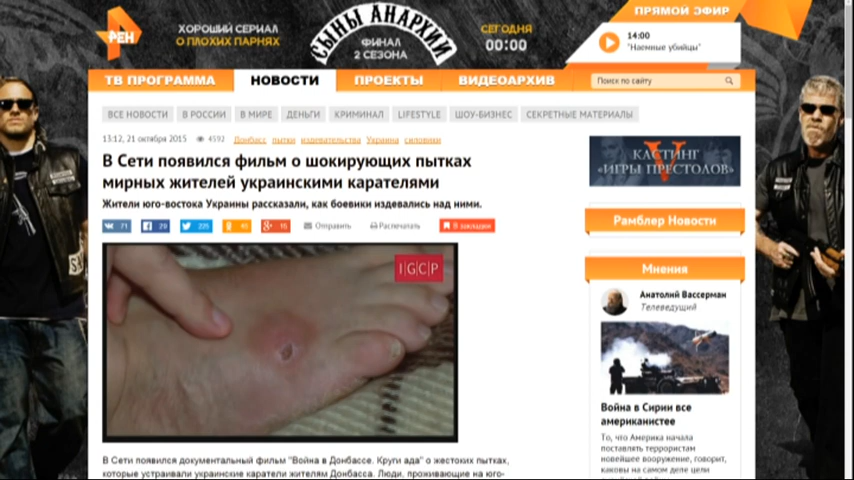 РЕН
ХОРОШИЙ СЕРИАЛ
О ПЛОХИХ ПАРНЯХ
СЫНЫ АНАРХИИ
ФИНАЛ
2 СЕЗОНА
СЕГОДНЯ
00:00
ПРЯМОЙ ЭФИР
14:00
"Наемные убийцы"
ТВ ПРОГРАММА
НОВОСТИ
ПРОЕКТЫ
ВИДЕОАРХИВ
Поиск по сайту
ВСЕ НОВОСТИ
В РОССИИ
В МИРЕ
ДЕНЬГИ
КРИМИНАЛ
LIFESTYLE
ШОУ-БИЗНЕС
СЕКРЕТНЫЕ МАТЕРИАЛЫ
13:12, 21 октября 2015 4592 Донбасс пытки издевательства Украина силовики
В Сети появился фильм о шокирующих пытках
мирных жителей украинскими карателями
Жители юго-востока Украины рассказали, как боевики издевались над ними.
71 29 225 45 15 Отправить Распечатать В закладки
IGCP
В Сети появился документальный фильм "Война в Донбассе. Круги ада" о жестоких пытках,
которые устраивали украинские каратели жителям Донбасса. Люди, проживающие на юго-
V
КАСТИНГ
«ИГРЫ ПРЕСТОЛОВ»
Рамблер Новости
Мнения
Анатолий Вассерман
Телеведущий
Война в Сирии все
американистее
То, что Америка начала
поставлять террористам
новейшее вооружение, говорит,
каковы на самом деле цели